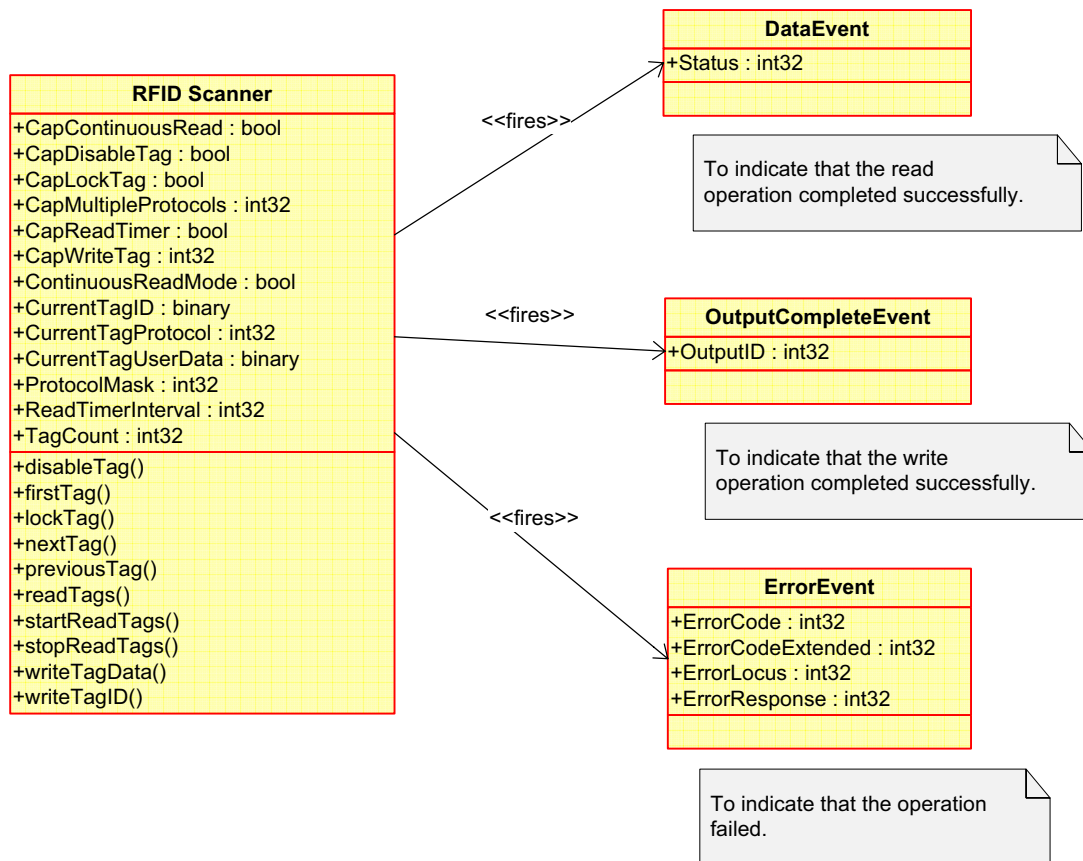 RFID Scanner
+CapContinuousRead : bool
+CapDisableTag : bool
+CapLockTag : bool
+CapMultipleProtocols : int32
+CapReadTimer : bool
+CapWriteTag : int32
+ContinuousReadMode : bool
+CurrentTagID : binary
+CurrentTagProtocol : int32
+CurrentTagUserData : binary
+ProtocolMask : int32
+ReadTimerInterval : int32
+TagCount : int32
+disableTag()
+firstTag()
+lockTag()
+nextTag()
+previousTag()
+readTags()
+startReadTags()
+stopReadTags()
+writeTagData()
+writeTagID()
<<fires>>
DataEvent
+Status : int32
To indicate that the read
operation completed successfully.
<<fires>>
OutputCompleteEvent
+OutputID : int32
To indicate that the write
operation completed successfully.
<<fires>>
ErrorEvent
+ErrorCode : int32
+ErrorCodeExtended : int32
+ErrorLocus : int32
+ErrorResponse : int32
To indicate that the operation
failed.